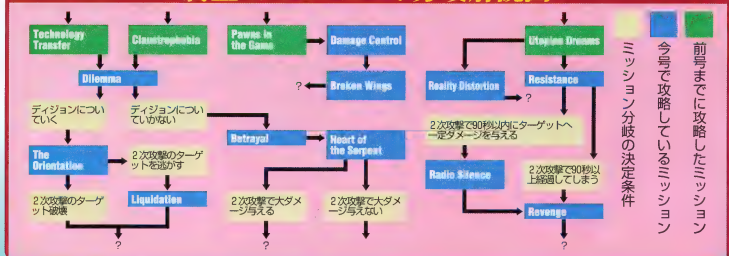 Technology
Transfer
Claustrophobia
Dilemma
ディジョンについ
ていく
ディジョンについ
ていかない
The
Orientation
2次攻撃のターゲ
ットを逃がす
2次攻撃のターゲ
ット破壊
Liquidation
?
Pawns in
the Game
Damage Control
?
Broken Wings
Betrayal
Heart of
the Serpent
2次攻撃で大ダメ
ージ与える
2次攻撃で大ダメ
ージ与えない
?
?
Utopian Dreams
Reality Distortion
Resistance
?
2次攻撃で90秒以内にターゲットへ
一定ダメージを与える
Radio Silence
2次攻撃で90秒以
上経過してしまう
Revenge
?
前号までに攻略したミッション
今号で攻略しているミッション
ミッション分岐の決定条件